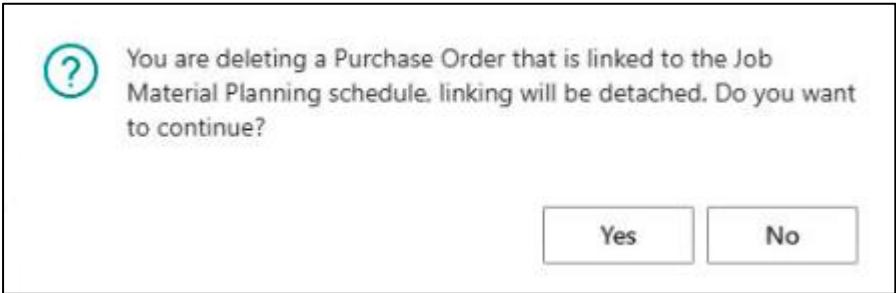 You are deleting a Purchase Order that is linked to the Job
Material Planning schedule. linking will be detached. Do you want
to continue?
Yes No